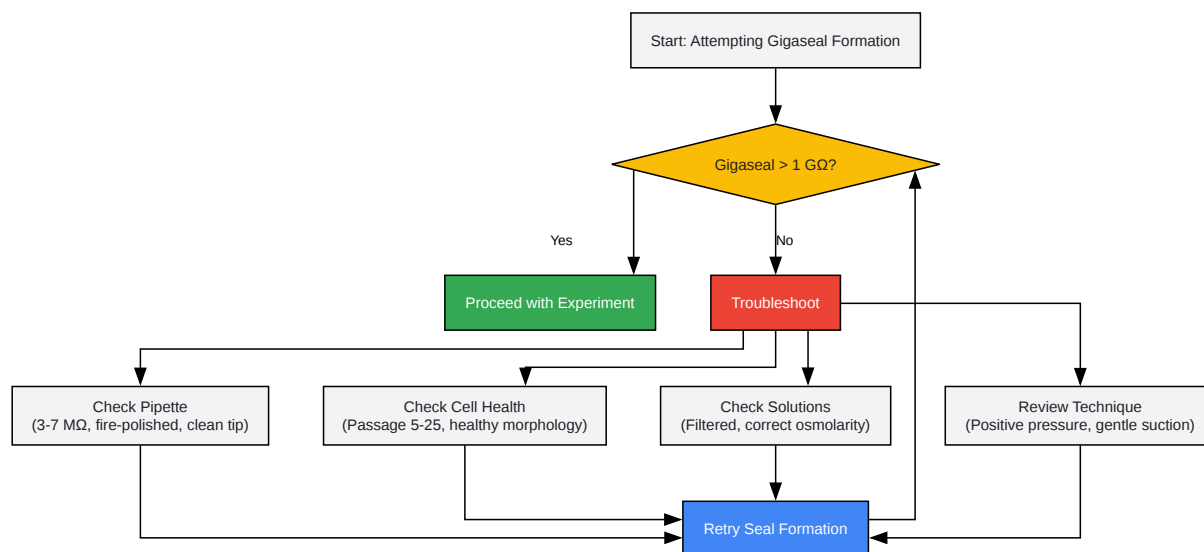 Start: Attempting Gigaseal Formation
Gigaseal > 1 GΩ?
Yes
No
Proceed with Experiment
Troubleshoot
Check Pipette
(3-7 MΩ, fire-polished, clean tip)
Check Cell Health
(Passage 5-25, healthy morphology)
Check Solutions
(Filtered, correct osmolarity)
Review Technique
(Positive pressure, gentle suction)
Retry Seal Formation